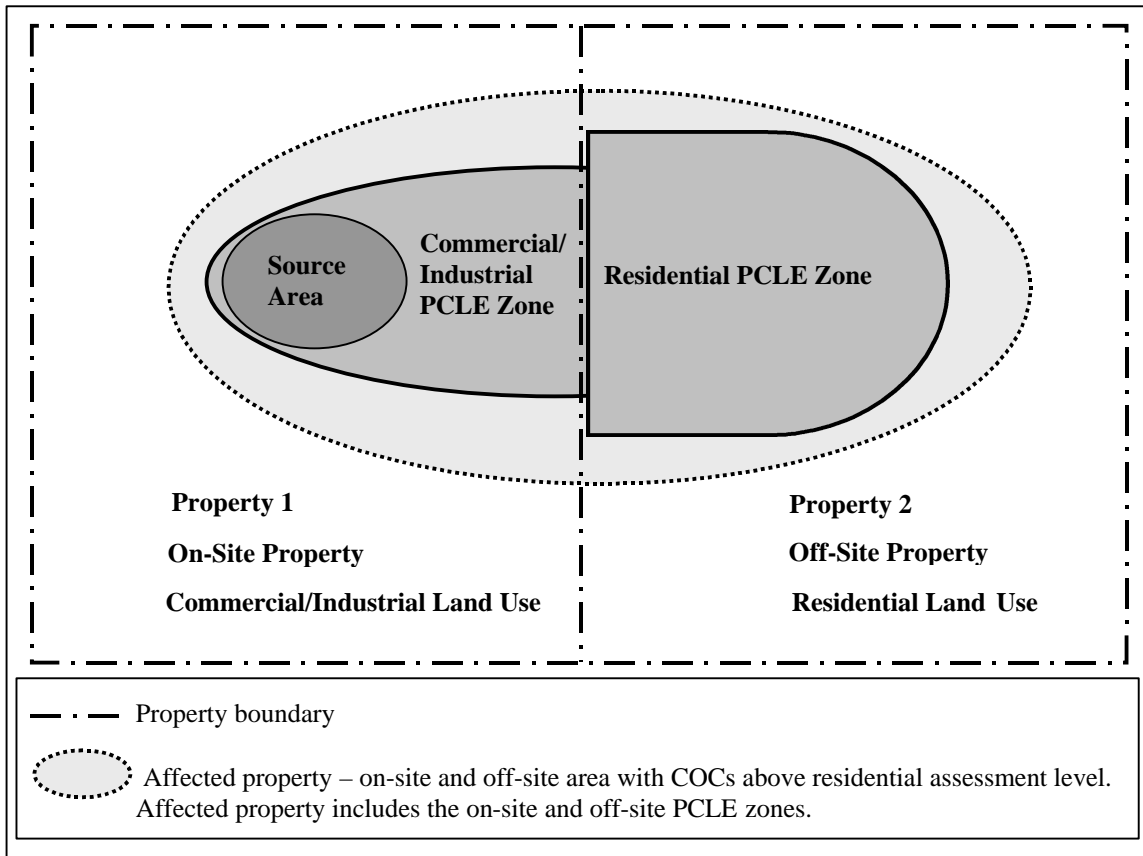 Source
Area
Commercial/
Industrial
PCLE Zone
Residential PCLE Zone
Property 1
On-Site Property
Commercial/Industrial Land Use
Property 2
Off-Site Property
Residential Land Use
Property boundary
Affected property – on-site and off-site area with COCs above residential assessment level.
Affected property includes the on-site and off-site PCLE zones.